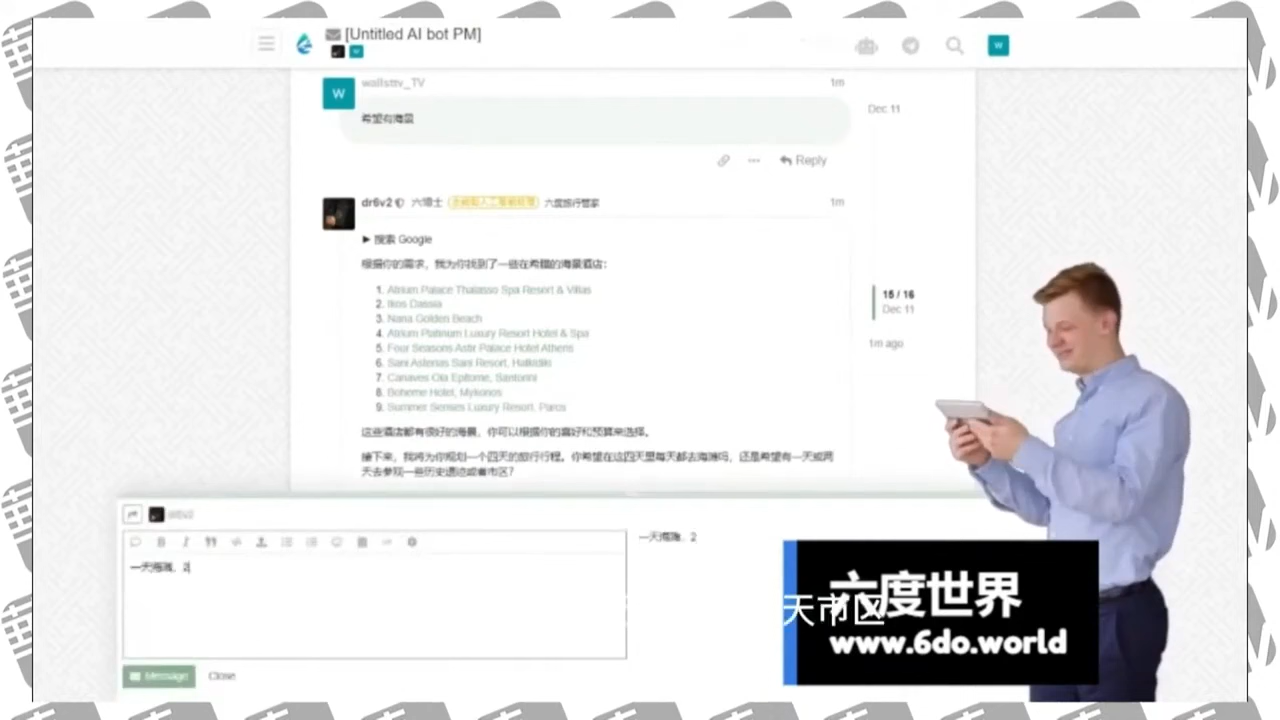 [Untitled AI bot PM]
W
wallsttv_TV
1m
希望有海景
Reply
Dec 11
dr6v2 六博士 六度旅行管家
1m
▶ 搜索 Google
根据你的需求，我为你找到了一些在希腊的海景酒店：
1. Atrium Palace Thalasso Spa Resort & Villas
2. Ikos Dassia
3. Nana Golden Beach
4. Atrium Platinum Luxury Resort Hotel & Spa
5. Four Seasons Astir Palace Hotel Athens
6. Sani Asterias Sani Resort, Halkidiki
7. Canaves Oia Epitome, Santorini
8. Boheme Hotel, Mykonos
9. Summer Senses Luxury Resort, Paros
这些酒店都有很好的海景，你可以根据你的喜好和预算来选择。
接下来，我将为你规划一个四天的旅行行程。你希望在这四天里每天都去海滩吗，还是希望有一天或两
天去参观一些历史遗迹或者市区？
15 / 16
Dec 11
1m ago
dr6v2
一天海滩，2
一天海滩，2
Message
Close
天市区
六度世界
www.6do.world